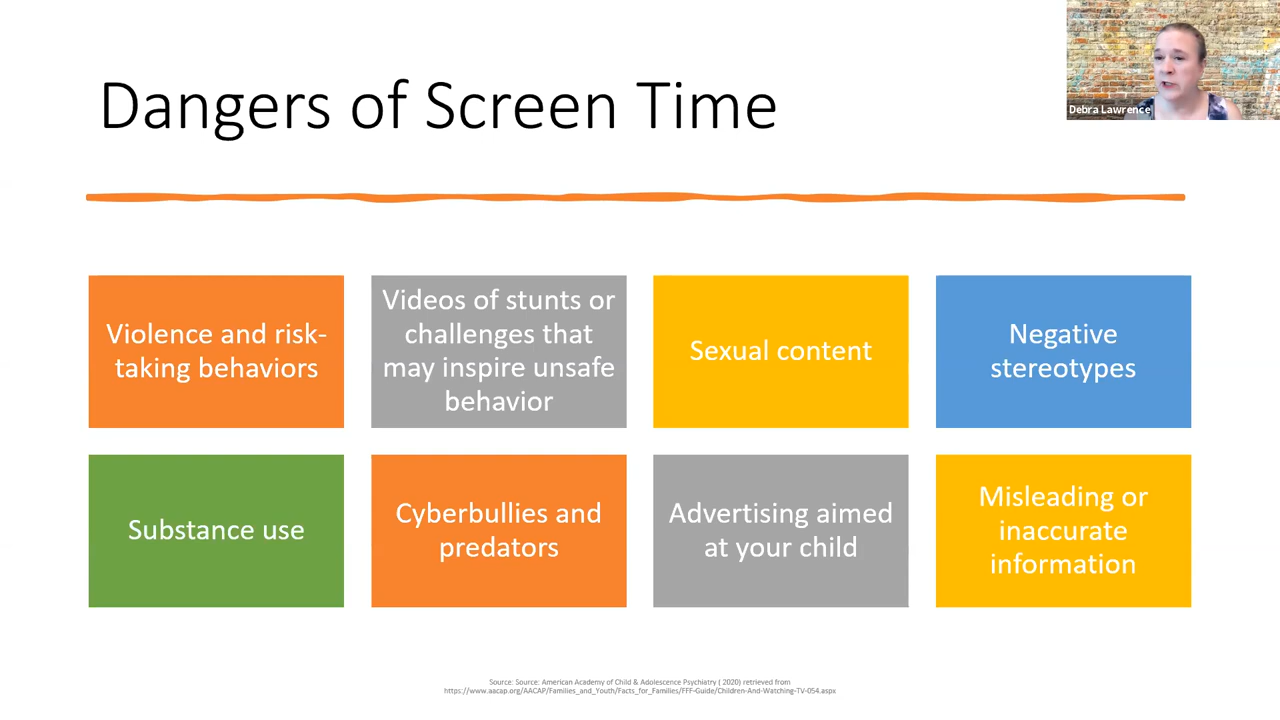 Dangers of Screen Time
Debra Lawrence
Violence and risk-
taking behaviors
Videos of stunts or
challenges that
may inspire unsafe
behavior
Sexual content
Negative
stereotypes
Substance use
Cyberbullies and
predators
Advertising aimed
at your child
Misleading or
inaccurate
information
Source: Source: American Academy of Child & Adolescence Psychiatry ( 2020) retrieved from
https://www.aacap.org/AACAP/Families_and_Youth/Facts_for_Families/FFF-Guide/Children-And-Watching-TV-054.aspx